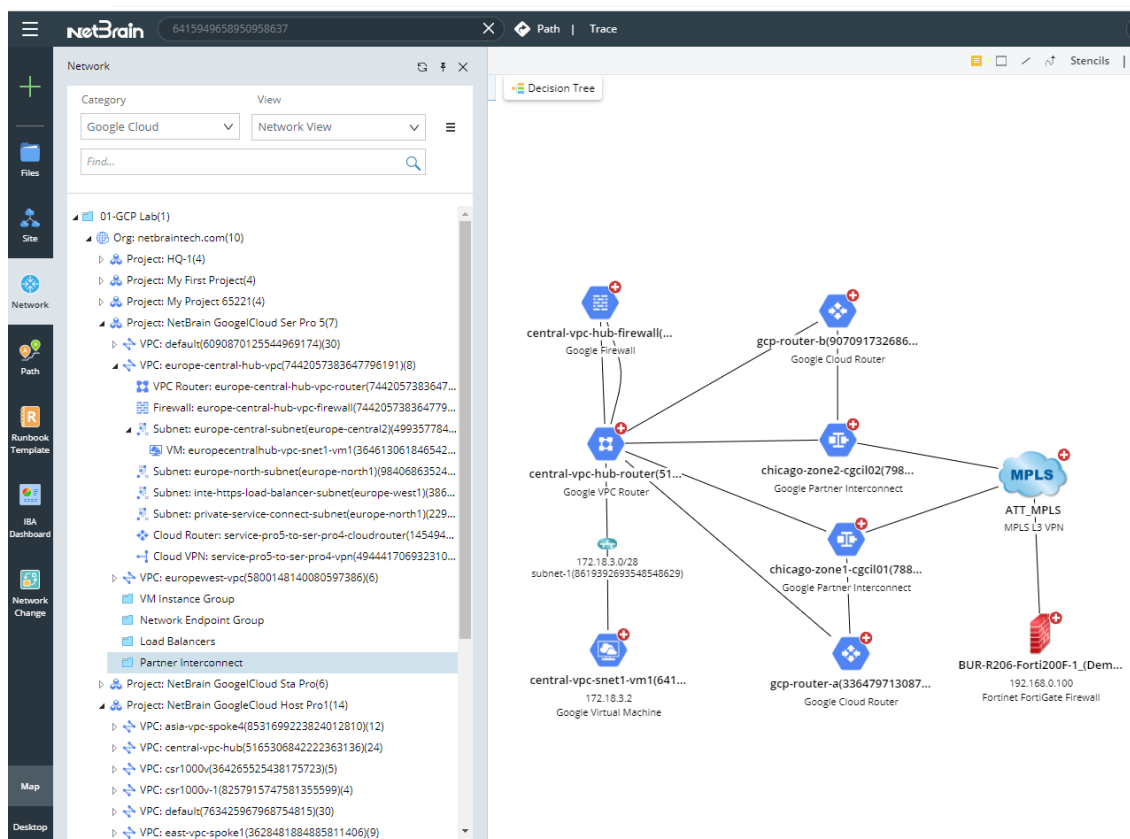 NetBrain
6415949658950958637
Path | Trace
Files
Site
Network
Path
Runbook
Template
IBA
Dashboard
Network
Change
Map
Desktop
Network
Category
View
Google Cloud
Network View
Find...
01-GCP Lab(1)
Org: netbraintech.com(10)
Project: HQ-1(4)
Project: My First Project(4)
Project: My Project 65221(4)
Project: NetBrain GoogelCloud Ser Pro 5(7)
VPC: default(6090870125544969174)(30)
VPC: europe-central-hub-vpc(7442057383647796191)(8)
VPC Router: europe-central-hub-vpc-router(7442057383647...
Firewall: europe-central-hub-vpc-firewall(744205738364779...
Subnet: europe-central-subnet(europe-central2)(499357784...
VM: europecentralhub-vpc-snet1-vm1(364613061846542...
Subnet: europe-north-subnet(europe-north1)(98406863524...
Subnet: inte-https-load-balancer-subnet(europe-west1)(386...
Subnet: private-service-connect-subnet(europe-north1)(229...
Cloud Router: service-pro5-to-ser-pro4-cloudrouter(145494...
Cloud VPN: service-pro5-to-ser-pro4-vpn(494441706932310...
VPC: europewest-vpc(5800148140080597386)(6)
VM Instance Group
Network Endpoint Group
Load Balancers
Partner Interconnect
Project: NetBrain GoogelCloud Sta Pro(6)
Project: NetBrain GoogleCloud Host Pro1(14)
VPC: asia-vpc-spoke4(8531699223824012810)(12)
VPC: central-vpc-hub(5165306842222363136)(24)
VPC: csr1000v(364265525438175723)(5)
VPC: csr1000v-1(8257915747581355599)(4)
VPC: default(763425967968754815)(30)
VPC: east-vpc-spoke1(3628481884885811406)(9)
Stencils
Decision Tree
central-vpc-hub-firewall(...
Google Firewall
gcp-router-b(907091732686...
Google Cloud Router
central-vpc-hub-router(51...
Google VPC Router
chicago-zone2-cgcil02(798...
Google Partner Interconnect
MPLS
ATT_MPLS
MPLS L3 VPN
172.18.3.0/28
subnet-1(8619392693548548629)
chicago-zone1-cgcil01(788...
Google Partner Interconnect
central-vpc-snet1-vm1(641...
172.18.3.2
Google Virtual Machine
gcp-router-a(336479713087...
Google Cloud Router
BUR-R206-Forti200F-1_(Dem...
192.168.0.100
Fortinet FortiGate Firewall